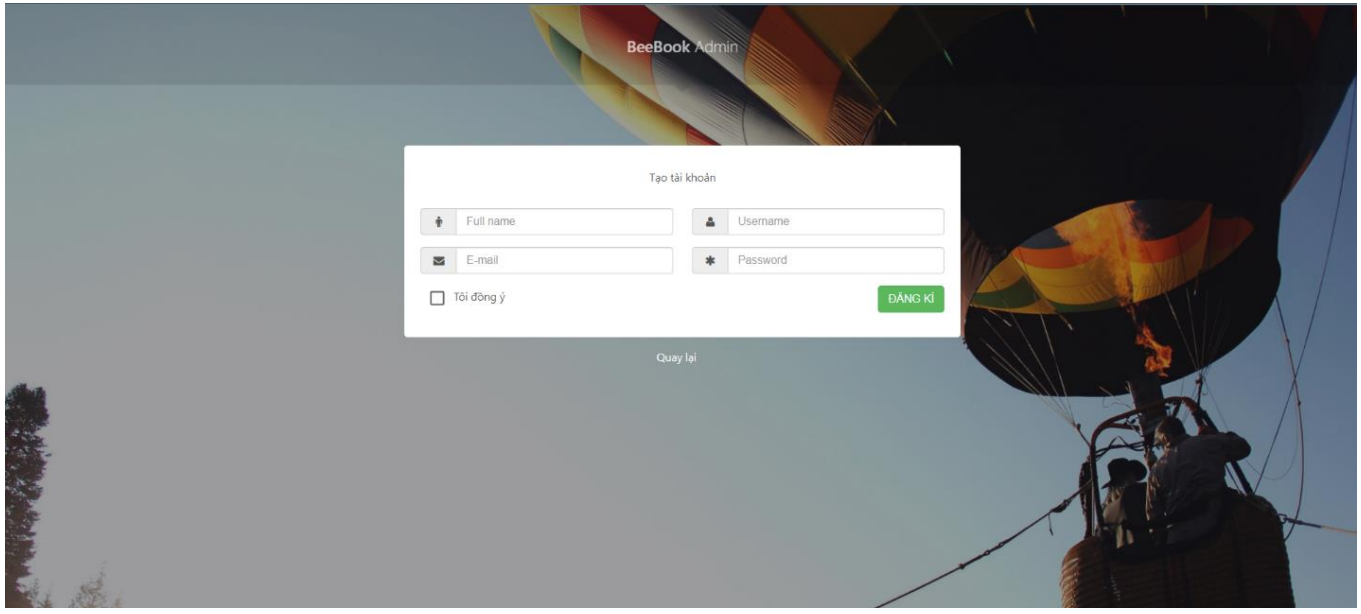 BeeBook Admin
Tạo tài khoản
Full name
Username
E-mail
Password
Tôi đồng ý
ĐĂNG KÍ
Quay lại